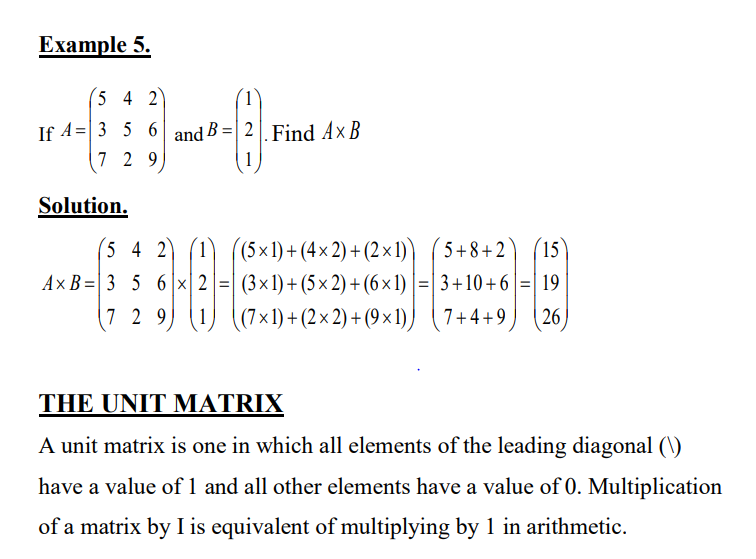 Example 5.
If A = (5 4 2; 3 5 6; 7 2 9) and B = (1; 2; 1). Find A×B
Solution.
A×B = (5 4 2; 3 5 6; 7 2 9) × (1; 2; 1) = ((5×1)+(4×2)+(2×1); (3×1)+(5×2)+(6×1); (7×1)+(2×2)+(9×1)) = (5+8+2; 3+10+6; 7+4+9) = (15; 19; 26)
THE UNIT MATRIX
A unit matrix is one in which all elements of the leading diagonal (\)
have a value of 1 and all other elements have a value of 0. Multiplication
of a matrix by I is equivalent of multiplying by 1 in arithmetic.